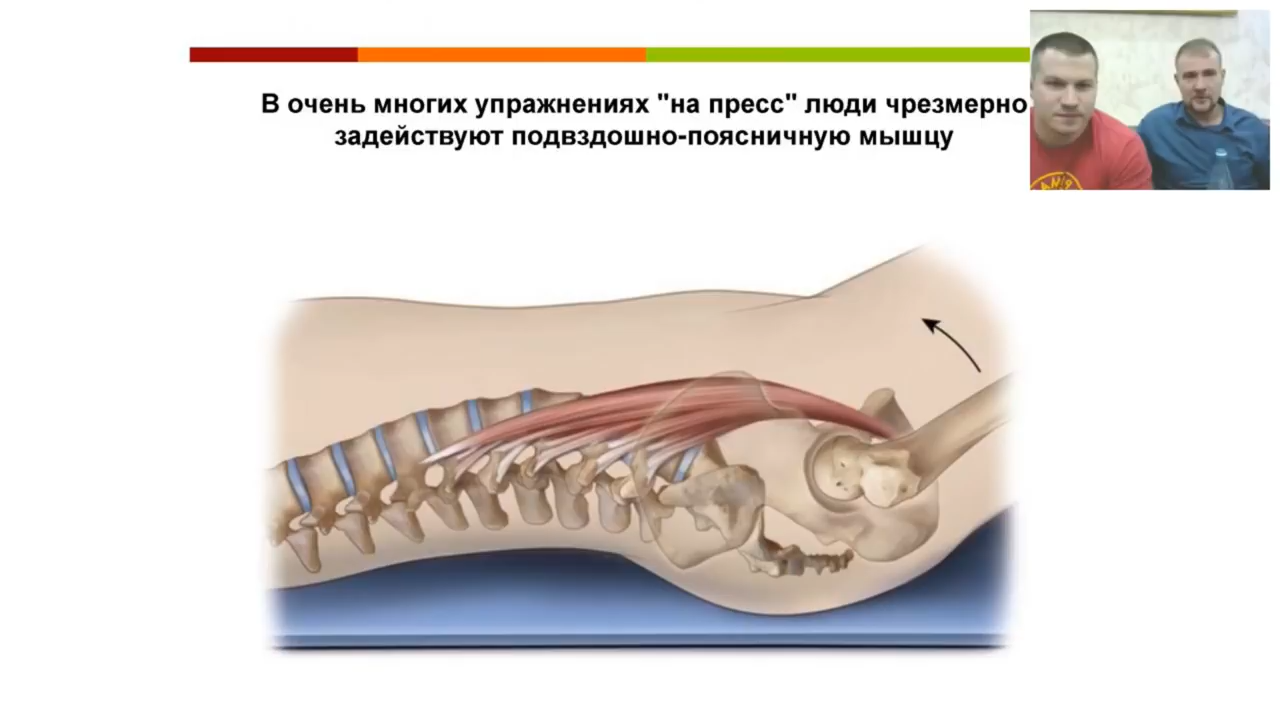 В очень многих упражнениях "на пресс" люди чрезмерно
задействуют подвздошно-поясничную мышцу